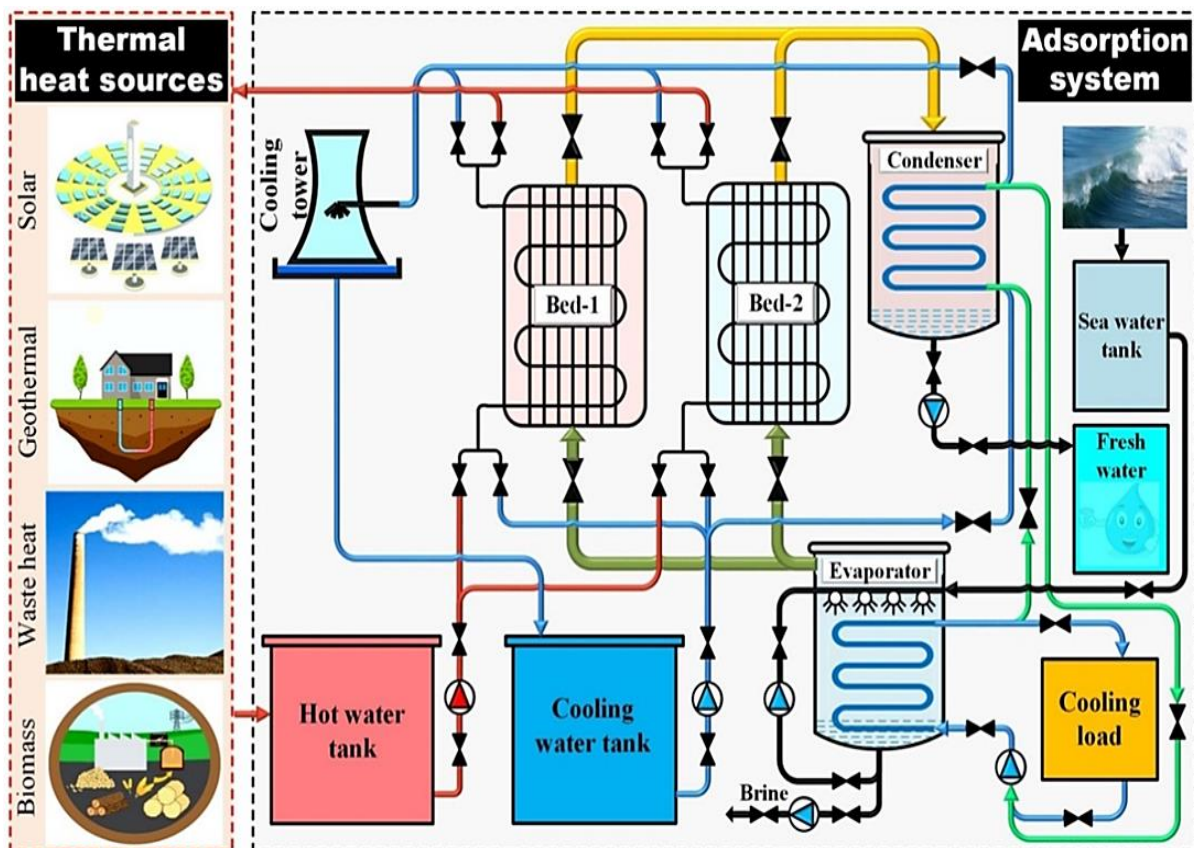 Thermal
heat sources
Solar
Geothermal
Waste heat
Biomass
Adsorption
system
Cooling
tower
Condenser
Bed-1
Bed-2
Sea water
tank
Fresh
water
Evaporator
Hot water
tank
Cooling
water tank
Cooling
load
Brine